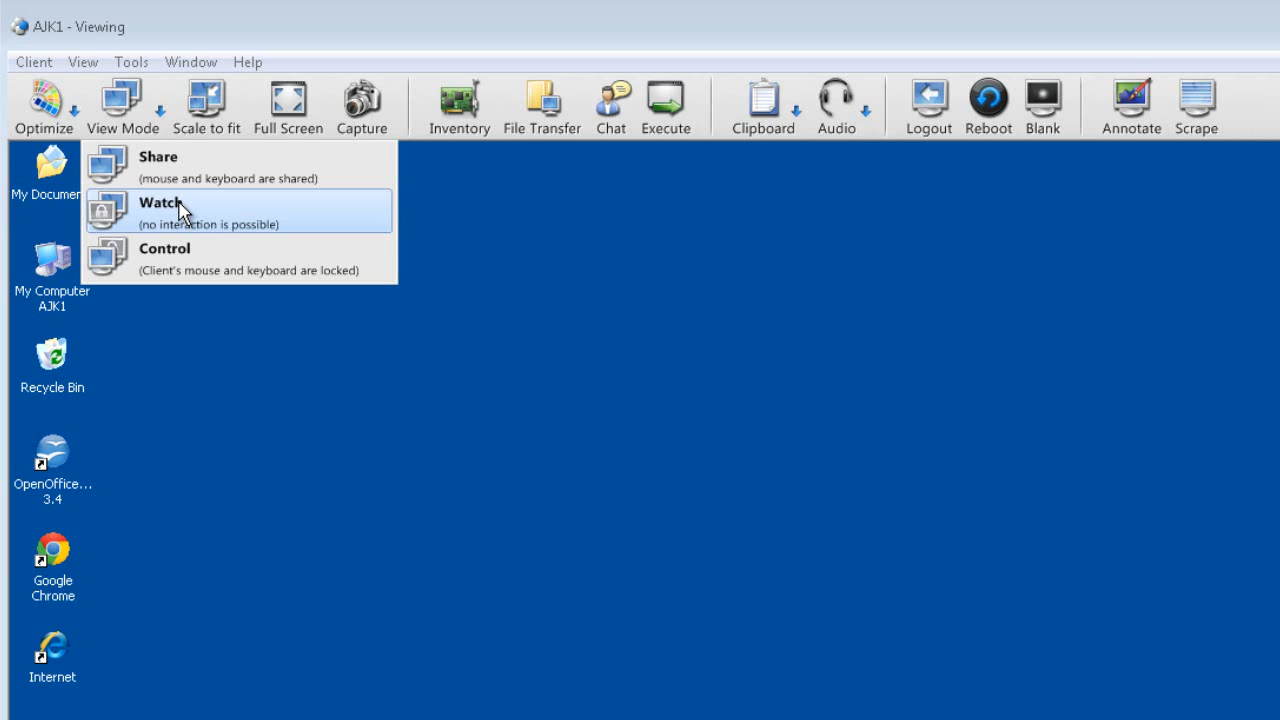 AJK1 - Viewing
Client View Tools Window Help
Optimize View Mode Scale to fit Full Screen Capture Inventory File Transfer Chat Execute Clipboard Audio Logout Reboot Blank Annotate Scrape
Share
(mouse and keyboard are shared)
Watch
(no interaction is possible)
Control
(Client's mouse and keyboard are locked)
My Documen
My Computer
AJK1
Recycle Bin
OpenOffice...
3.4
Google
Chrome
Internet